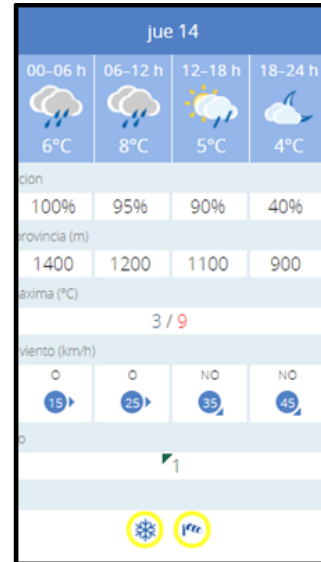 jue 14
00–06 h 06–12 h 12–18 h 18–24 h
6°C 8°C 5°C 4°C
ción
100% 95% 90% 40%
provincia (m)
1400 1200 1100 900
axima (°C)
3 / 9
viento (km/h)
O O NO NO
15 25 35 45
o
1